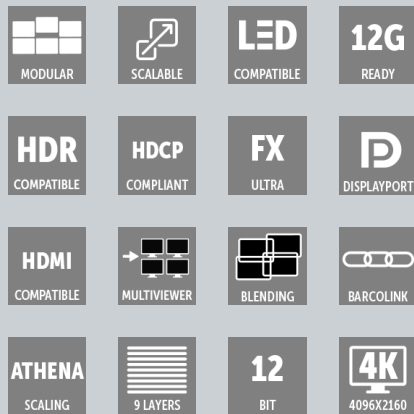 MODULAR
SCALABLE
LED
COMPATIBLE
12G
READY
HDR
COMPATIBLE
HDCP
COMPLIANT
FX
ULTRA
DISPLAYPORT
HDMI
COMPATIBLE
MULTIVIEWER
BLENDING
BARCOLINK
ATHENA
SCALING
9 LAYERS
12
BIT
4K
4096X2160